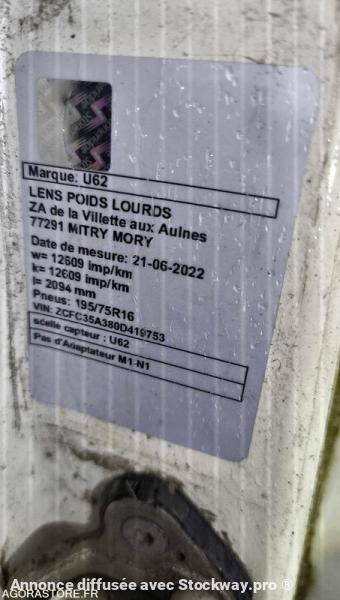 Marque: U62
LENS POIDS LOURDS
ZA de la Villette aux Aulnes
77291 MITRY MORY
Date de mesure: 21-06-2022
w= 12609 imp/km
k= 12609 imp/km
l= 2094 mm
Pneus: 195/75R16
VIN: ZCFC35A380D419753
scellé capteur : U62
Pas d'Adaptateur M1-N1
Annonce diffusée avec Stockway.pro ®
AGORASTORE.FR